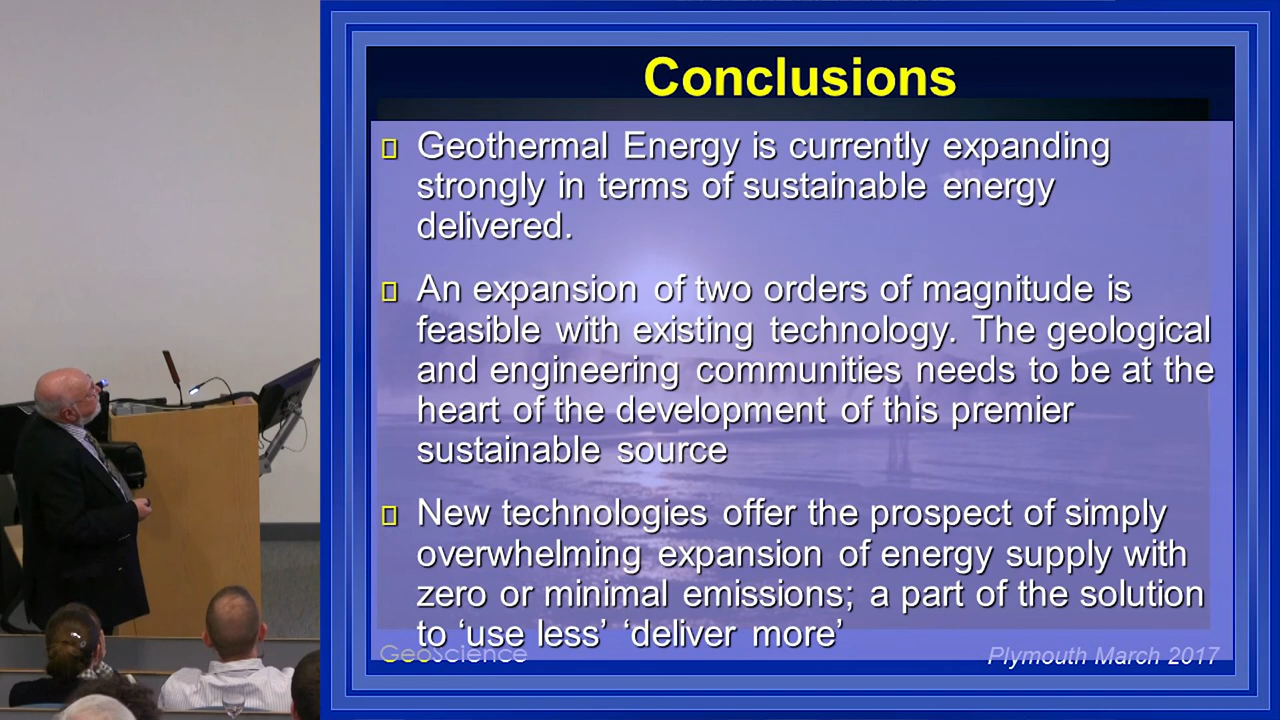 Conclusions
Geothermal Energy is currently expanding
strongly in terms of sustainable energy
delivered.
An expansion of two orders of magnitude is
feasible with existing technology. The geological
and engineering communities needs to be at the
heart of the development of this premier
sustainable source
New technologies offer the prospect of simply
overwhelming expansion of energy supply with
zero or minimal emissions; a part of the solution
to ‘use less’ ‘deliver more’
GeoScience
Plymouth March 2017